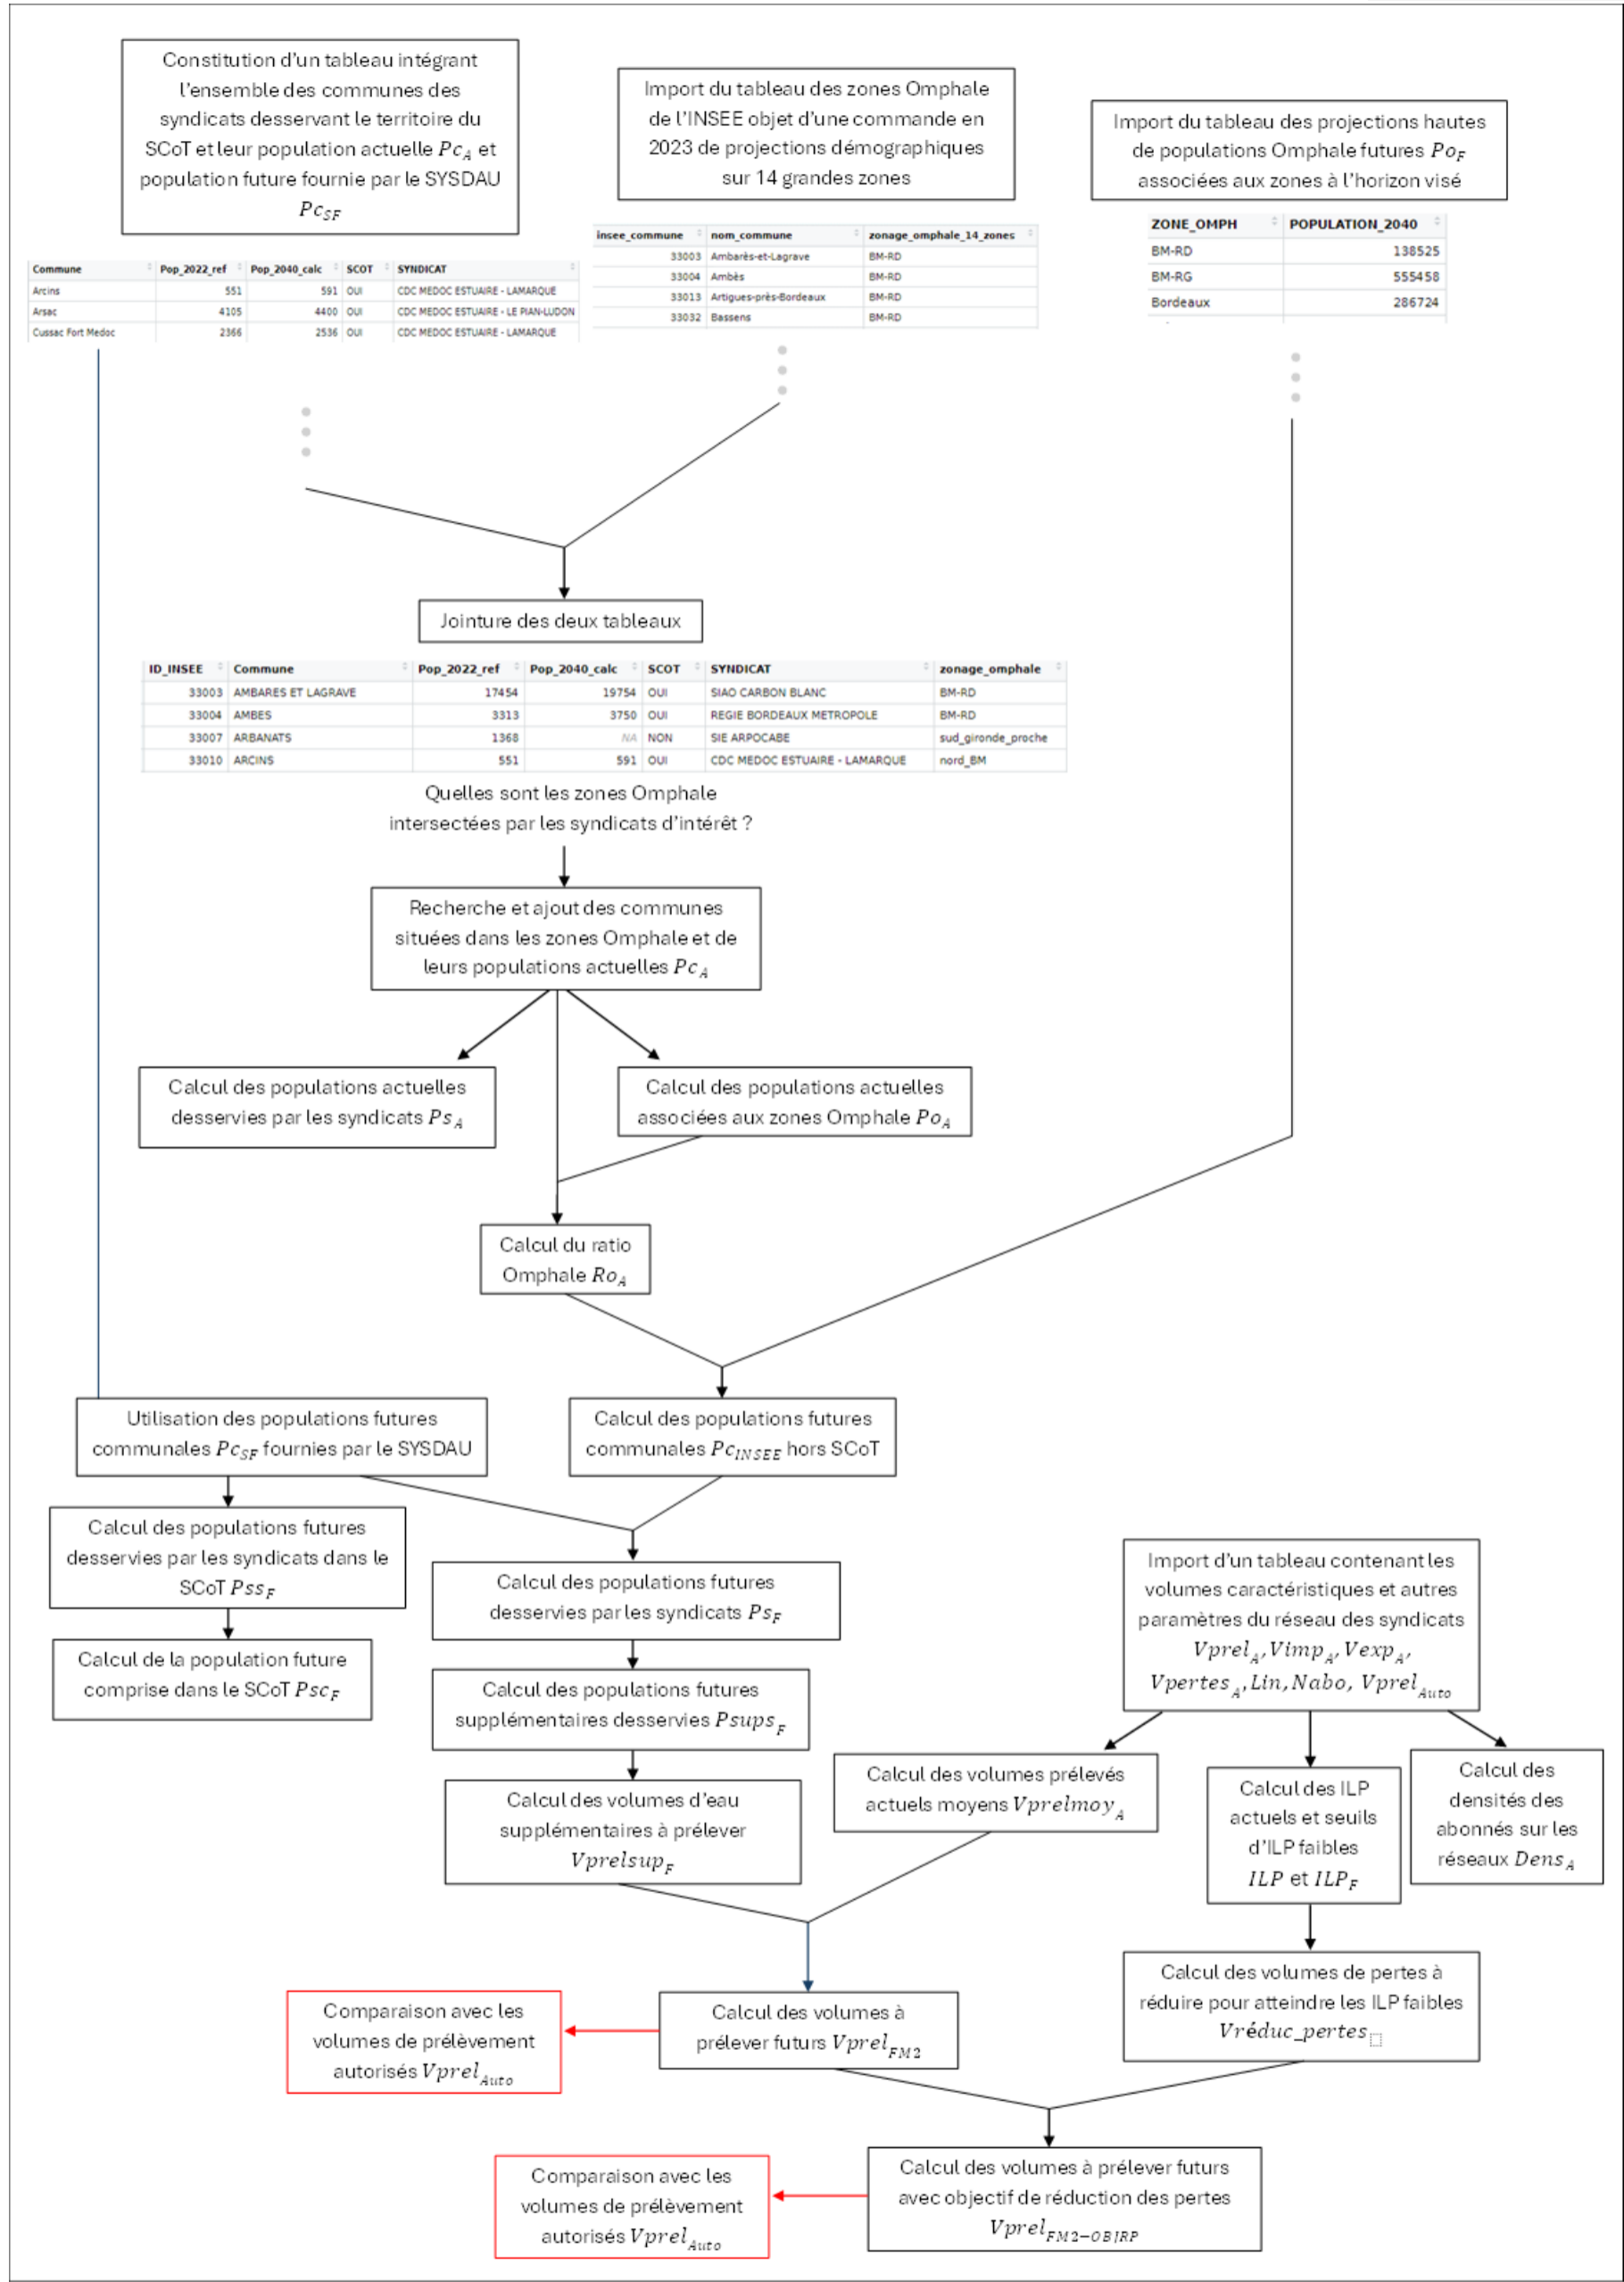 Constitution d'un tableau intégrant
l'ensemble des communes des
syndicats desservant le territoire du
SCoT et leur population actuelle Pc_A et
population future fournie par le SYSDAU
Pc_SF
Import du tableau des zones Omphale
de l'INSEE objet d'une commande en
2023 de projections démographiques
sur 14 grandes zones
Import du tableau des projections hautes
de populations Omphale futures Po_F
associées aux zones à l'horizon visé
Commune Pop_2022_ref Pop_2040_calc SCOT SYNDICAT
Arcins 551 591 OUI CDC MEDOC ESTUAIRE - LAMARQUE
Arsac 4105 4400 OUI CDC MEDOC ESTUAIRE - LE PIAN-LUDON
Cussac Fort Medoc 2366 2536 OUI CDC MEDOC ESTUAIRE - LAMARQUE
insee_commune nom_commune zonage_omphale_14_zones
33003 Ambarès-et-Lagrave BM-RD
33004 Ambès BM-RD
33013 Artigues-près-Bordeaux BM-RD
33032 Bassens BM-RD
ZONE_OMPH POPULATION_2040
BM-RD 138525
BM-RG 555458
Bordeaux 286724
Jointure des deux tableaux
ID_INSEE Commune Pop_2022_ref Pop_2040_calc SCOT SYNDICAT zonage_omphale
33003 AMBARES ET LAGRAVE 17454 19754 OUI SIAO CARBON BLANC BM-RD
33004 AMBES 3313 3750 OUI REGIE BORDEAUX METROPOLE BM-RD
33007 ARBANATS 1368 NA NON SIE ARPOCABE sud_gironde_proche
33010 ARCINS 551 591 OUI CDC MEDOC ESTUAIRE - LAMARQUE nord_BM
Quelles sont les zones Omphale
intersectées par les syndicats d'intérêt ?
Recherche et ajout des communes
situées dans les zones Omphale et de
leurs populations actuelles Pc_A
Calcul des populations actuelles
desservies par les syndicats Ps_A
Calcul des populations actuelles
associées aux zones Omphale Po_A
Calcul du ratio
Omphale Ro_A
Utilisation des populations futures
communales Pc_SF fournies par le SYSDAU
Calcul des populations futures
communales Pc_INSEE hors SCoT
Calcul des populations futures
desservies par les syndicats dans le
SCoT Pss_F
Calcul de la population future
comprise dans le SCoT Psc_F
Calcul des populations futures
desservies par les syndicats Ps_F
Calcul des populations futures
supplémentaires desservies Psups_F
Calcul des volumes d'eau
supplémentaires à prélever
Vprelsup_F
Import d'un tableau contenant les
volumes caractéristiques et autres
paramètres du réseau des syndicats
Vprel_A, Vimp_A, Vexp_A,
Vpertes_A, Lin, Nabo, Vprel_Auto
Calcul des volumes prélevés
actuels moyens Vprelmoy_A
Calcul des ILP
actuels et seuils
d'ILP faibles
ILP et ILP_F
Calcul des
densités des
abonnés sur les
réseaux Dens_A
Calcul des volumes de pertes à
réduire pour atteindre les ILP faibles
Vréduc_pertes
Calcul des volumes à
prélever futurs Vprel_FM2
Comparaison avec les
volumes de prélèvement
autorisés Vprel_Auto
Calcul des volumes à prélever futurs
avec objectif de réduction des pertes
Vprel_FM2−OBJRP
Comparaison avec les
volumes de prélèvement
autorisés Vprel_Auto